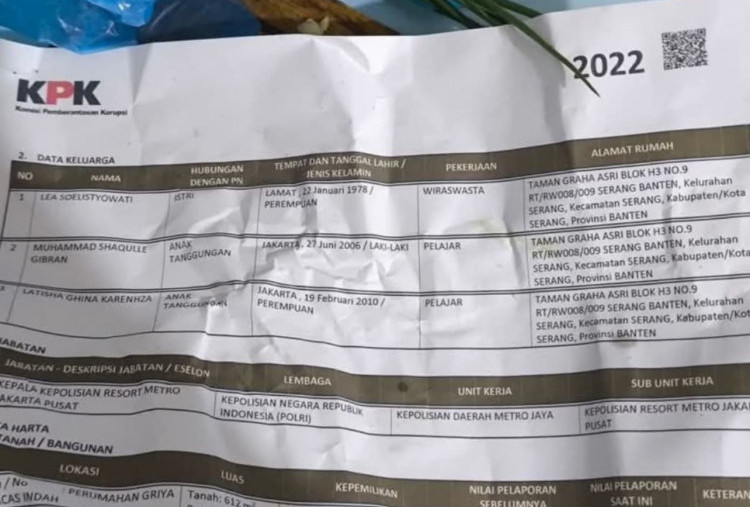 2022
KPK
Komisi Pemberantasan Korupsi
2. DATA KELUARGA
NO NAMA HUBUNGAN DENGAN PN TEMPAT DAN TANGGAL LAHIR / JENIS KELAMIN PEKERJAAN ALAMAT RUMAH
1 LEA SOELISTYOWATI ISTRI LAMAT, 22 Januari 1978 / PEREMPUAN WIRASWASTA TAMAN GRAHA ASRI BLOK H3 NO.9
RT/RW008/009 SERANG BANTEN, Kelurahan
SERANG, Kecamatan SERANG, Kabupaten/Kota
SERANG, Provinsi BANTEN
2 MUHAMMAD SHAQULLE GIBRAN ANAK TANGGUNGAN JAKARTA, 27 Juni 2006 / LAKI-LAKI PELAJAR TAMAN GRAHA ASRI BLOK H3 NO.9
RT/RW008/009 SERANG BANTEN, Kelurahan
SERANG, Kecamatan SERANG, Kabupaten/Kota
SERANG, Provinsi BANTEN
LATISHA GHINA KARENHZA ANAK TANGGUNGAN JAKARTA, 19 Februari 2010 / PEREMPUAN PELAJAR TAMAN GRAHA ASRI BLOK H3 NO.9
RT/RW008/009 SERANG BANTEN, Kelurahan
SERANG, Kecamatan SERANG, Kabupaten/Kot
SERANG, Provinsi BANTEN
JABATAN
JABATAN - DESKRIPSI JABATAN / ESELON LEMBAGA UNIT KERJA SUB UNIT KERJA
KEPALA KEPOLISIAN RESORT METRO
AKARTA PUSAT
KEPOLISIAN NEGARA REPUBLIK
INDONESIA (POLRI)
KEPOLISIAN DAERAH METRO JAYA
KEPOLISIAN RESORT METRO JAKA
PUSAT
A HARTA
TANAH / BANGUNAN
LOKASI LUAS KEPEMILIKAN NILAI PELAPORAN SEBELUMNYA NILAI PELAPORAN SAAT INI KETERAN
/ No
CAS INDAH PERUMAHAN GRIYA Tanah: 612 m